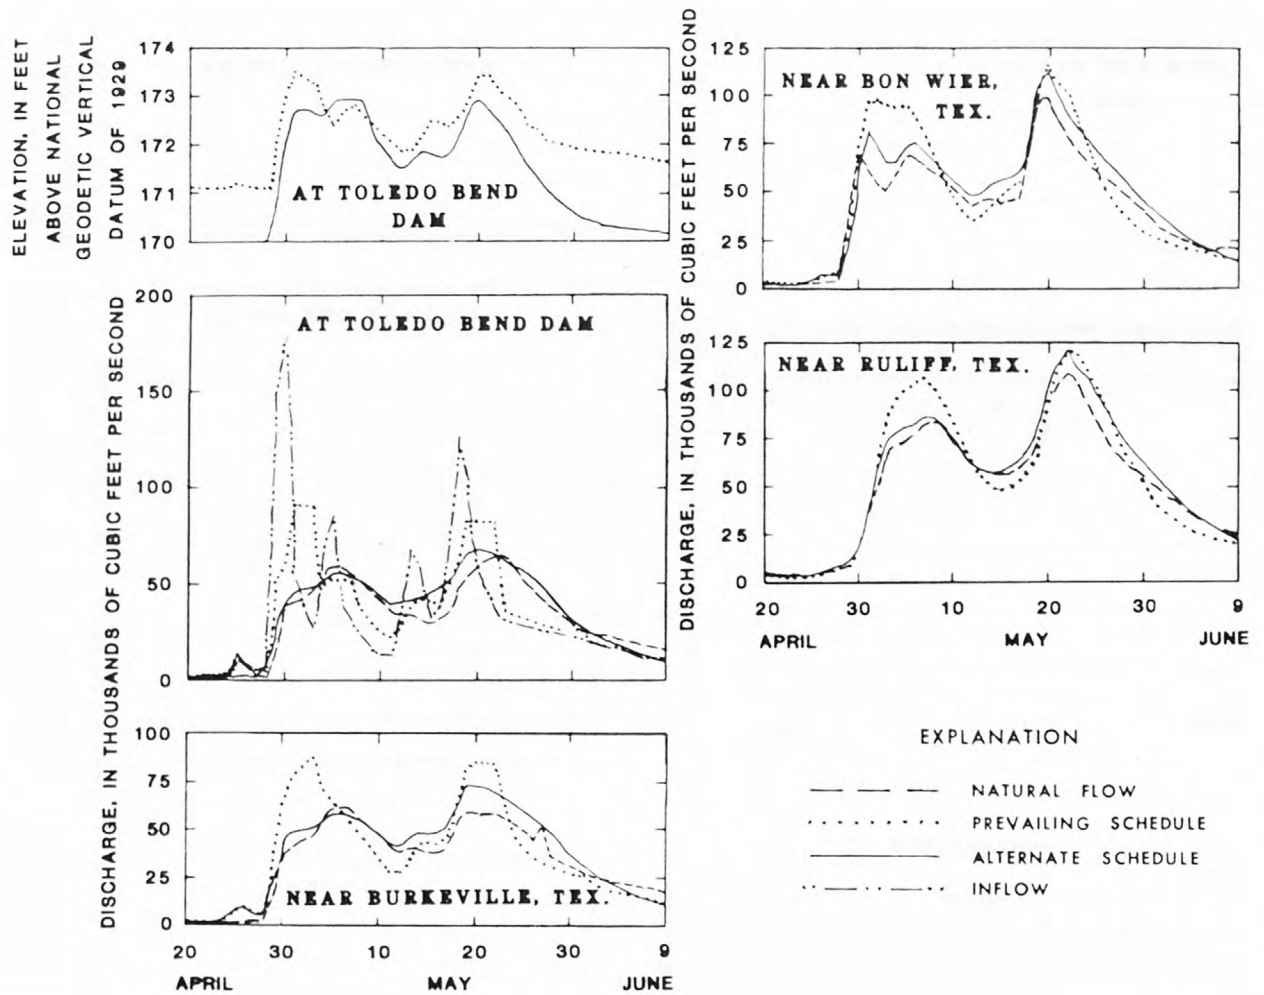 ELEVATION, IN FEET
ABOVE NATIONAL
GEODETIC VERTICAL
DATUM OF 1929
174
173
172
171
170
AT TOLEDO BEND
DAM
DISCHARGE, IN THOUSANDS OF CUBIC FEET PER SECOND
200
150
100
50
0
AT TOLEDO BEND DAM
100
75
50
25
0
NEAR BURKEVILLE, TEX.
20
30
10
20
30
9
APRIL
MAY
JUNE
DISCHARGE, IN THOUSANDS OF CUBIC FEET PER SECOND
125
100
75
50
25
0
NEAR BON WIER,
TEX.
125
100
75
50
25
0
NEAR RULIFF, TEX.
20
30
10
20
30
9
APRIL
MAY
JUNE
EXPLANATION
NATURAL FLOW
PREVAILING SCHEDULE
ALTERNATE SCHEDULE
INFLOW